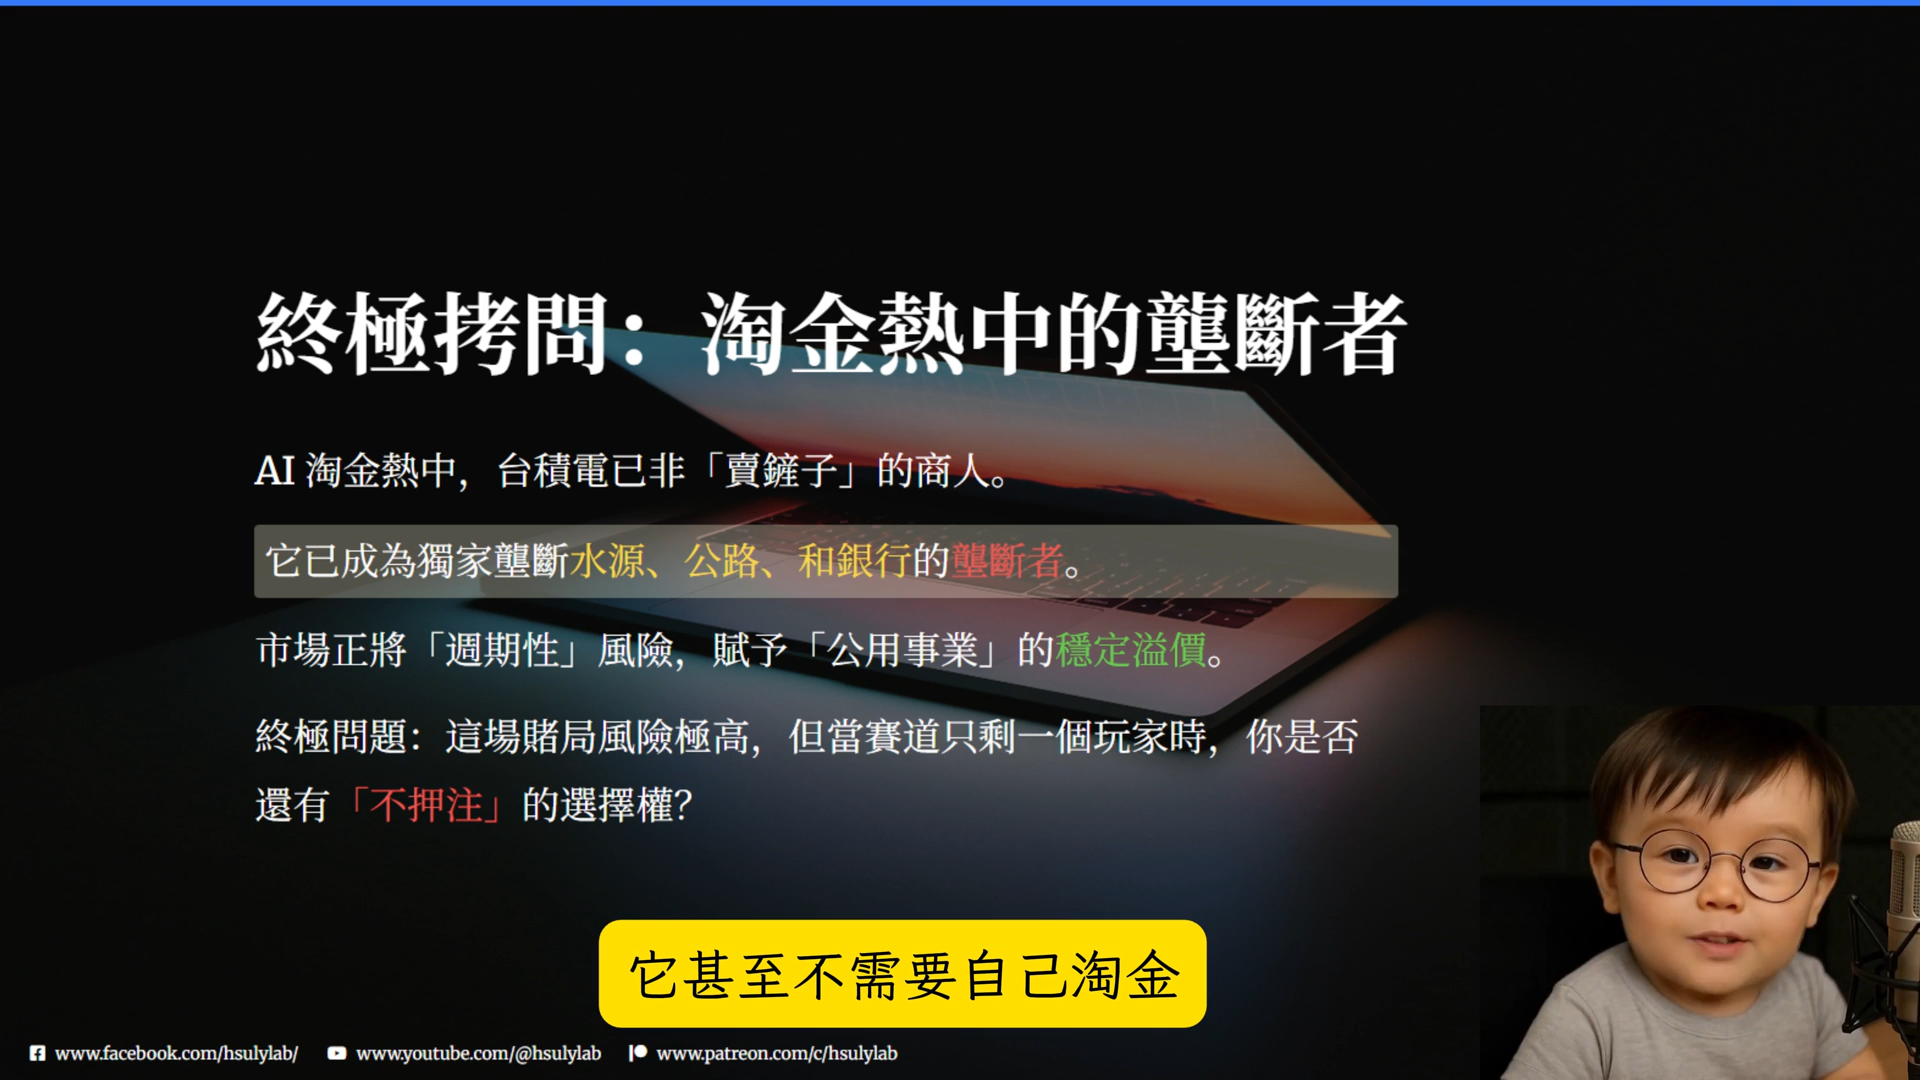 終極拷問：淘金熱中的壟斷者
AI 淘金熱中，台積電已非「賣鏟子」的商人。
它已成為獨家壟斷水源、公路、和銀行的壟斷者。
市場正將「週期性」風險，賦予「公用事業」的穩定溢價。
終極問題：這場賭局風險極高，但當賽道只剩一個玩家時，你是否
還有「不押注」的選擇權？
它甚至不需要自己淘金
www.facebook.com/hsulylab/ www.youtube.com/@hsulylab www.patreon.com/c/hsulylab